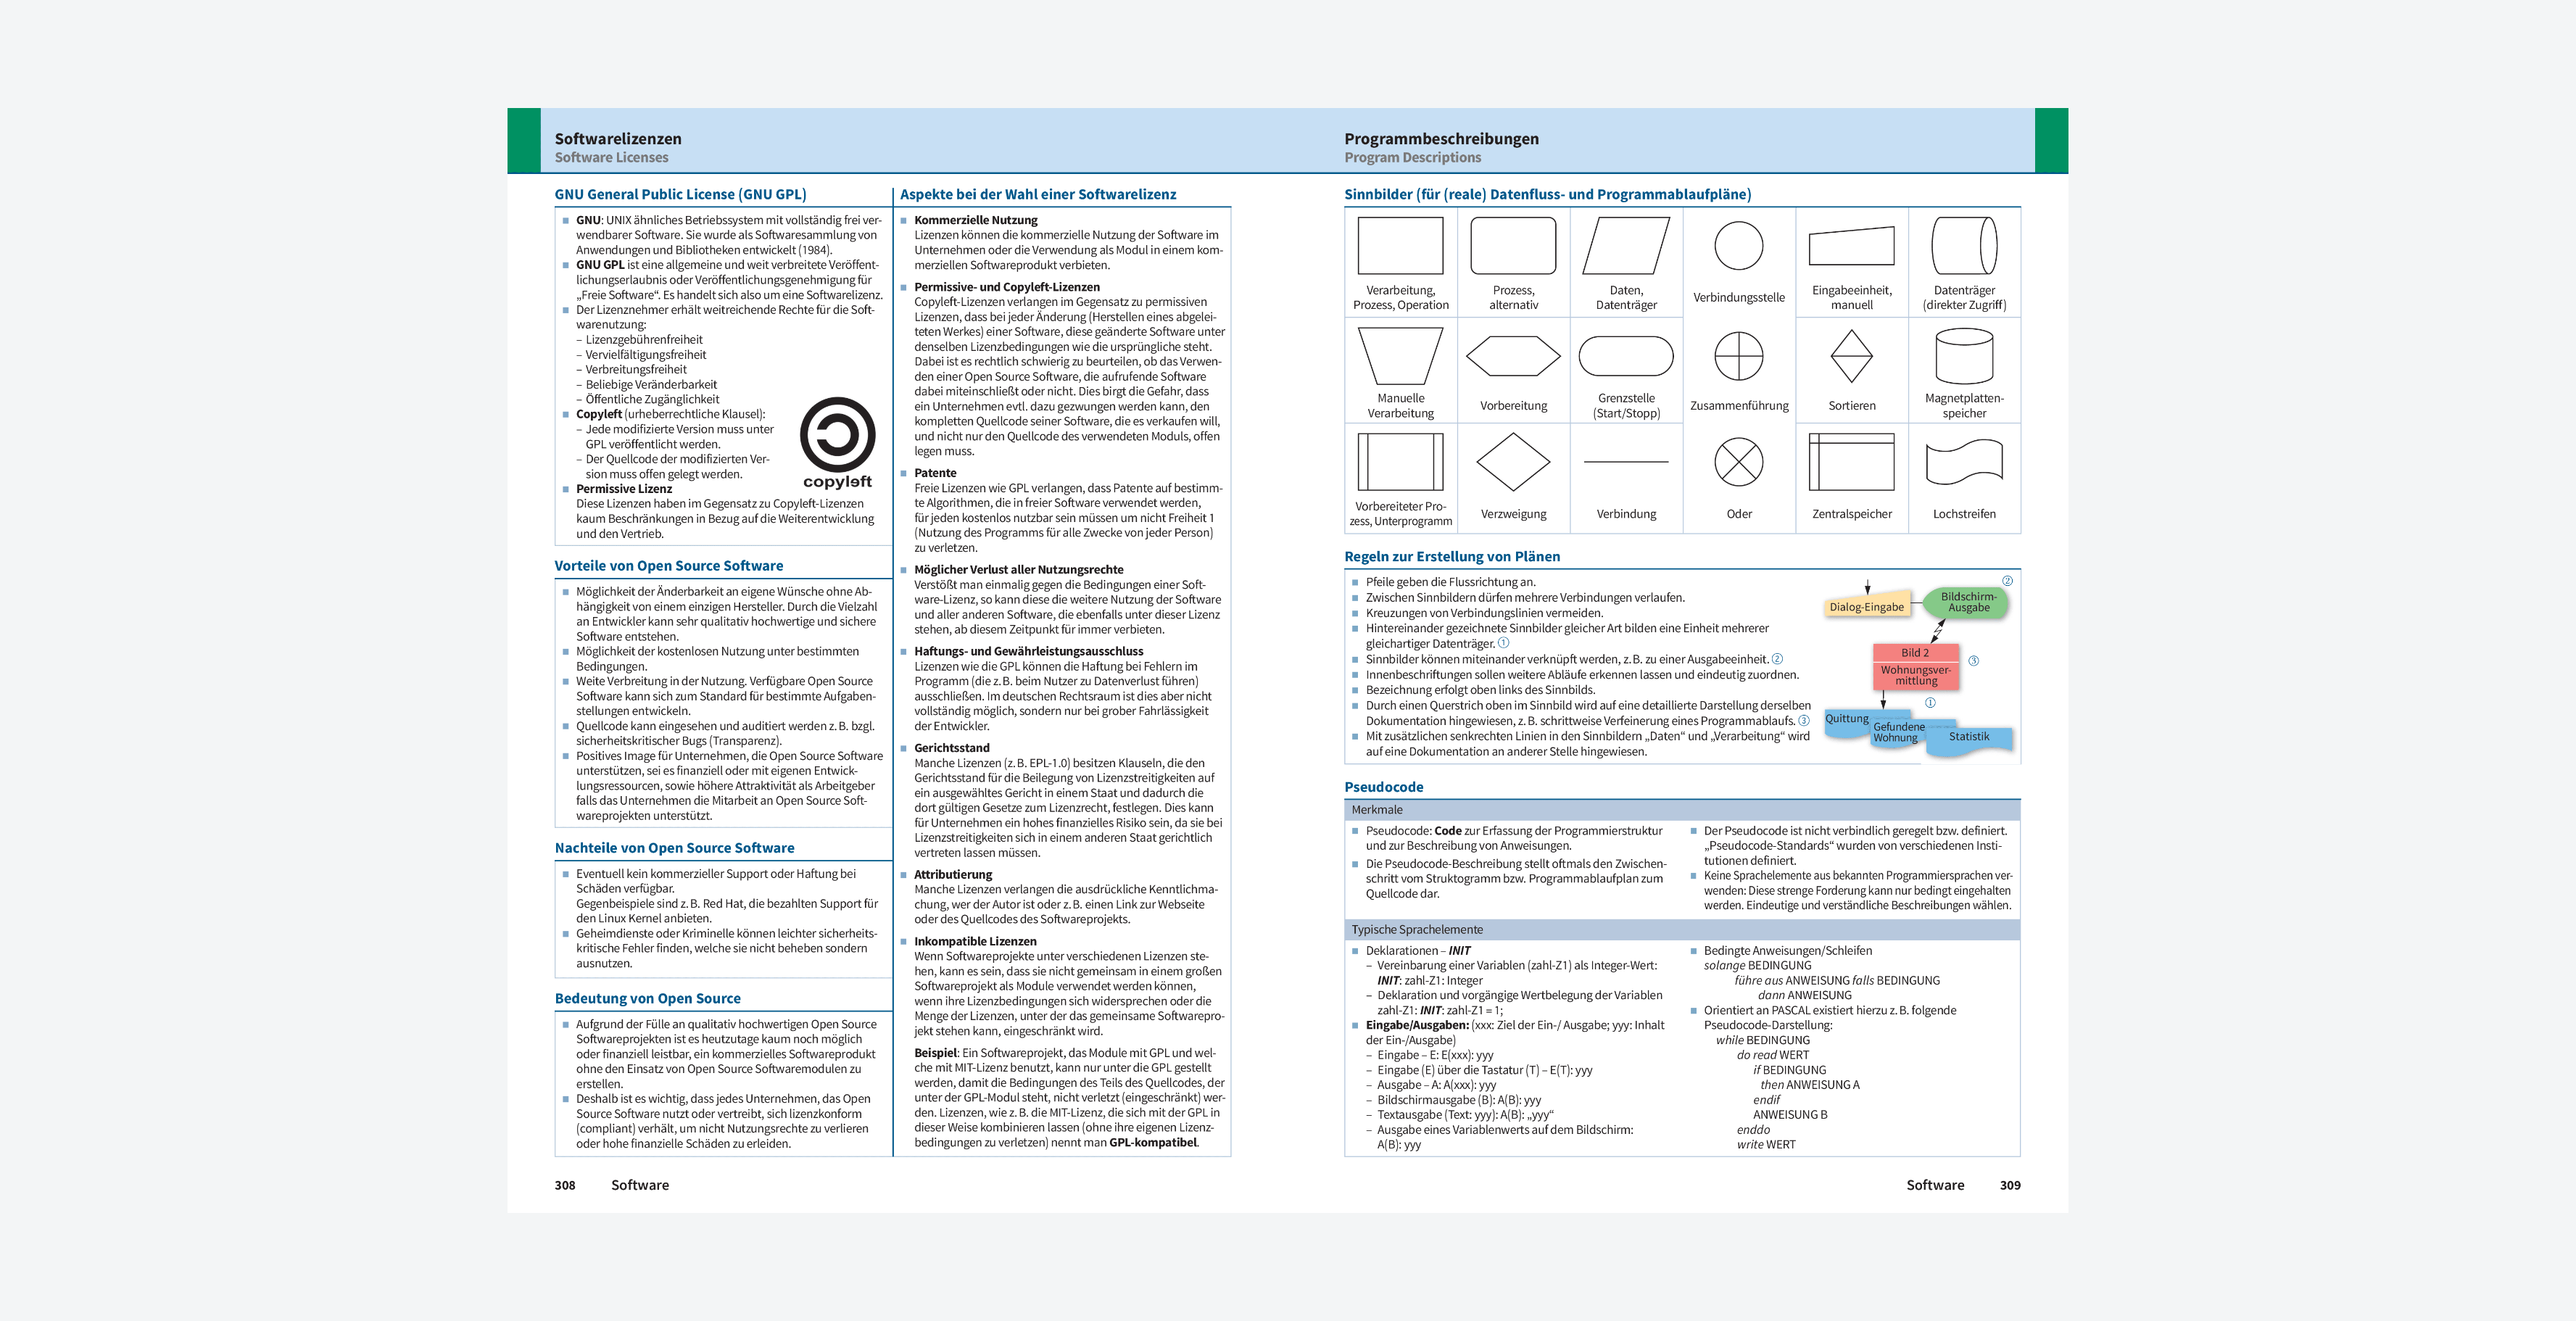 Softwarelizenzen
Software Licenses
GNU General Public License (GNU GPL)
GNU: UNIX ähnliches Betriebssystem mit vollständig frei ver-
wendbarer Software. Sie wurde als Softwaresammlung von
Anwendungen und Bibliotheken entwickelt (1984).
GNU GPL ist eine allgemeine und weit verbreitete Veröffent-
lichungserlaubnis oder Veröffentlichungsgenehmigung für
„Freie Software“. Es handelt sich also um eine Softwarelizenz.
Der Lizenznehmer erhält weitreichende Rechte für die Soft-
warenutzung:
– Lizenzgebührenfreiheit
– Vervielfältigungsfreiheit
– Verbreitungsfreiheit
– Beliebige Veränderbarkeit
– Öffentliche Zugänglichkeit
Copyleft (urheberrechtliche Klausel):
– Jede modifizierte Version muss unter
GPL veröffentlicht werden.
– Der Quellcode der modifizierten Ver-
sion muss offen gelegt werden.
copyleft
Permissive Lizenz
Diese Lizenzen haben im Gegensatz zu Copyleft-Lizenzen
kaum Beschränkungen in Bezug auf die Weiterentwicklung
und den Vertrieb.
Vorteile von Open Source Software
Möglichkeit der Änderbarkeit an eigene Wünsche ohne Ab-
hängigkeit von einem einzigen Hersteller. Durch die Vielzahl
an Entwickler kann sehr qualitativ hochwertige und sichere
Software entstehen.
Möglichkeit der kostenlosen Nutzung unter bestimmten
Bedingungen.
Weite Verbreitung in der Nutzung. Verfügbare Open Source
Software kann sich zum Standard für bestimmte Aufgaben-
stellungen entwickeln.
Quellcode kann eingesehen und auditiert werden z. B. bzgl.
sicherheitskritischer Bugs (Transparenz).
Positives Image für Unternehmen, die Open Source Software
unterstützen, sei es finanziell oder mit eigenen Entwick-
lungsressourcen, sowie höhere Attraktivität als Arbeitgeber
falls das Unternehmen die Mitarbeit an Open Source Soft-
wareprojekten unterstützt.
Nachteile von Open Source Software
Eventuell kein kommerzieller Support oder Haftung bei
Schäden verfügbar.
Gegenbeispiele sind z. B. Red Hat, die bezahlten Support für
den Linux Kernel anbieten.
Geheimdienste oder Kriminelle können leichter sicherheits-
kritische Fehler finden, welche sie nicht beheben sondern
ausnutzen.
Bedeutung von Open Source
Aufgrund der Fülle an qualitativ hochwertigen Open Source
Softwareprojekten ist es heutzutage kaum noch möglich
oder finanziell leistbar, ein kommerzielles Softwareprodukt
ohne den Einsatz von Open Source Softwaremodulen zu
erstellen.
Deshalb ist es wichtig, dass jedes Unternehmen, das Open
Source Software nutzt oder vertreibt, sich lizenzkonform
(compliant) verhält, um nicht Nutzungsrechte zu verlieren
oder hohe finanzielle Schäden zu erleiden.
Aspekte bei der Wahl einer Softwarelizenz
Kommerzielle Nutzung
Lizenzen können die kommerzielle Nutzung der Software im
Unternehmen oder die Verwendung als Modul in einem kom-
merziellen Softwareprodukt verbieten.
Permissive- und Copyleft-Lizenzen
Copyleft-Lizenzen verlangen im Gegensatz zu permissiven
Lizenzen, dass bei jeder Änderung (Herstellen eines abgelei-
teten Werkes) einer Software, diese geänderte Software unter
denselben Lizenzbedingungen wie die ursprüngliche steht.
Dabei ist es rechtlich schwierig zu beurteilen, ob das Verwen-
den einer Open Source Software, die aufrufende Software
dabei miteinschließt oder nicht. Dies birgt die Gefahr, dass
ein Unternehmen evtl. dazu gezwungen werden kann, den
kompletten Quellcode seiner Software, die es verkaufen will,
und nicht nur den Quellcode des verwendeten Moduls, offen
legen muss.
Patente
Freie Lizenzen wie GPL verlangen, dass Patente auf bestimm-
te Algorithmen, die in freier Software verwendet werden,
für jeden kostenlos nutzbar sein müssen um nicht Freiheit 1
(Nutzung des Programms für alle Zwecke von jeder Person)
zu verletzen.
Möglicher Verlust aller Nutzungsrechte
Verstößt man einmalig gegen die Bedingungen einer Soft-
ware-Lizenz, so kann diese die weitere Nutzung der Software
und aller anderen Software, die ebenfalls unter dieser Lizenz
stehen, ab diesem Zeitpunkt für immer verbieten.
Haftungs- und Gewährleistungsausschluss
Lizenzen wie die GPL können die Haftung bei Fehlern im
Programm (die z. B. beim Nutzer zu Datenverlust führen)
ausschließen. Im deutschen Rechtsraum ist dies aber nicht
vollständig möglich, sondern nur bei grober Fahrlässigkeit
der Entwickler.
Gerichtsstand
Manche Lizenzen (z. B. EPL-1.0) besitzen Klauseln, die den
Gerichtsstand für die Beilegung von Lizenzstreitigkeiten auf
ein ausgewähltes Gericht in einem Staat und dadurch die
dort gültigen Gesetze zum Lizenzrecht, festlegen. Dies kann
für Unternehmen ein hohes finanzielles Risiko sein, da sie bei
Lizenzstreitigkeiten sich in einem anderen Staat gerichtlich
vertreten lassen müssen.
Attributierung
Manche Lizenzen verlangen die ausdrückliche Kenntlichma-
chung, wer der Autor ist oder z. B. einen Link zur Webseite
oder des Quellcodes des Softwareprojekts.
Inkompatible Lizenzen
Wenn Softwareprojekte unter verschiedenen Lizenzen ste-
hen, kann es sein, dass sie nicht gemeinsam in einem großen
Softwareprojekt als Module verwendet werden können,
wenn ihre Lizenzbedingungen sich widersprechen oder die
Menge der Lizenzen, unter der das gemeinsame Softwarepro-
jekt stehen kann, eingeschränkt wird.
Beispiel: Ein Softwareprojekt, das Module mit GPL und wel-
che mit MIT-Lizenz benutzt, kann nur unter die GPL gestellt
werden, damit die Bedingungen des Teils des Quellcodes, der
unter der GPL-Modul steht, nicht verletzt (eingeschränkt) wer-
den. Lizenzen, wie z. B. die MIT-Lizenz, die sich mit der GPL in
dieser Weise kombinieren lassen (ohne ihre eigenen Lizenz-
bedingungen zu verletzen) nennt man GPL-kompatibel.
308 Software
Programmbeschreibungen
Program Descriptions
Sinnbilder (für (reale) Datenfluss- und Programmablaufpläne)
Verarbeitung,
Prozess, Operation
Prozess,
alternativ
Daten,
Datenträger
Verbindungsstelle
Eingabeeinheit,
manuell
Datenträger
(direkter Zugriff)
Manuelle
Verarbeitung
Vorbereitung
Grenzstelle
(Start/Stopp)
Zusammenführung
Sortieren
Magnetplatten-
speicher
Vorbereiteter Pro-
zess, Unterprogramm
Verzweigung
Verbindung
Oder
Zentralspeicher
Lochstreifen
Regeln zur Erstellung von Plänen
Pfeile geben die Flussrichtung an.
Zwischen Sinnbildern dürfen mehrere Verbindungen verlaufen.
Kreuzungen von Verbindungslinien vermeiden.
Hintereinander gezeichnete Sinnbilder gleicher Art bilden eine Einheit mehrerer
gleichartiger Datenträger. ①
Sinnbilder können miteinander verknüpft werden, z. B. zu einer Ausgabeeinheit. ②
Innenbeschriftungen sollen weitere Abläufe erkennen lassen und eindeutig zuordnen.
Bezeichnung erfolgt oben links des Sinnbilds.
Durch einen Querstrich oben im Sinnbild wird auf eine detaillierte Darstellung derselben
Dokumentation hingewiesen, z. B. schrittweise Verfeinerung eines Programmablaufs. ③
Mit zusätzlichen senkrechten Linien in den Sinnbildern „Daten“ und „Verarbeitung“ wird
auf eine Dokumentation an anderer Stelle hingewiesen.
②
Dialog-Eingabe
Bildschirm-
Ausgabe
Bild 2
③
Wohnungsver-
mittlung
①
Quittung
Gefundene
Wohnung
Statistik
Pseudocode
Merkmale
Pseudocode: Code zur Erfassung der Programmierstruktur
und zur Beschreibung von Anweisungen.
Die Pseudocode-Beschreibung stellt oftmals den Zwischen-
schritt vom Struktogramm bzw. Programmablaufplan zum
Quellcode dar.
Der Pseudocode ist nicht verbindlich geregelt bzw. definiert.
„Pseudocode-Standards“ wurden von verschiedenen Insti-
tutionen definiert.
Keine Sprachelemente aus bekannten Programmiersprachen ver-
wenden: Diese strenge Forderung kann nur bedingt eingehalten
werden. Eindeutige und verständliche Beschreibungen wählen.
Typische Sprachelemente
Deklarationen – INIT
– Vereinbarung einer Variablen (zahl-Z1) als Integer-Wert:
INIT: zahl-Z1: Integer
– Deklaration und vorgängige Wertbelegung der Variablen
zahl-Z1: INIT: zahl-Z1 = 1;
Eingabe/Ausgaben: (xxx: Ziel der Ein-/ Ausgabe; yyy: Inhalt
der Ein-/Ausgabe)
– Eingabe – E: E(xxx): yyy
– Eingabe (E) über die Tastatur (T) – E(T): yyy
– Ausgabe – A: A(xxx): yyy
– Bildschirmausgabe (B): A(B): yyy
– Textausgabe (Text: yyy): A(B): „yyy“
– Ausgabe eines Variablenwerts auf dem Bildschirm:
A(B): yyy
Bedingte Anweisungen/Schleifen
solange BEDINGUNG
führe aus ANWEISUNG falls BEDINGUNG
dann ANWEISUNG
Orientiert an PASCAL existiert hierzu z. B. folgende
Pseudocode-Darstellung:
while BEDINGUNG
do read WERT
if BEDINGUNG
then ANWEISUNG A
endif
ANWEISUNG B
enddo
write WERT
Software 309